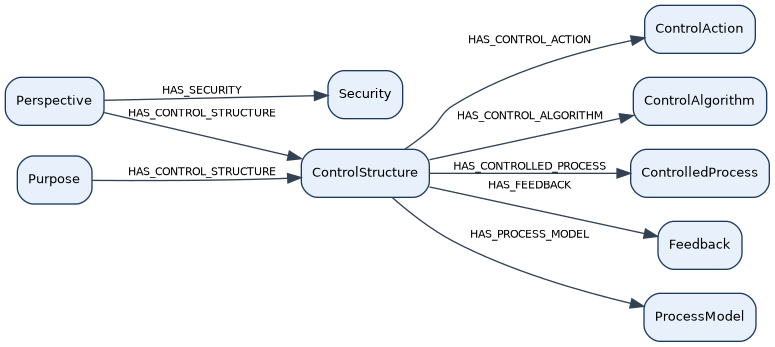 ControlAction
HAS_CONTROL_ACTION
Perspective
HAS_SECURITY
Security
ControlAlgorithm
HAS_CONTROL_STRUCTURE
HAS_CONTROL_ALGORITHM
Purpose
HAS_CONTROL_STRUCTURE
ControlStructure
HAS_CONTROLLED_PROCESS
ControlledProcess
HAS_FEEDBACK
Feedback
HAS_PROCESS_MODEL
ProcessModel